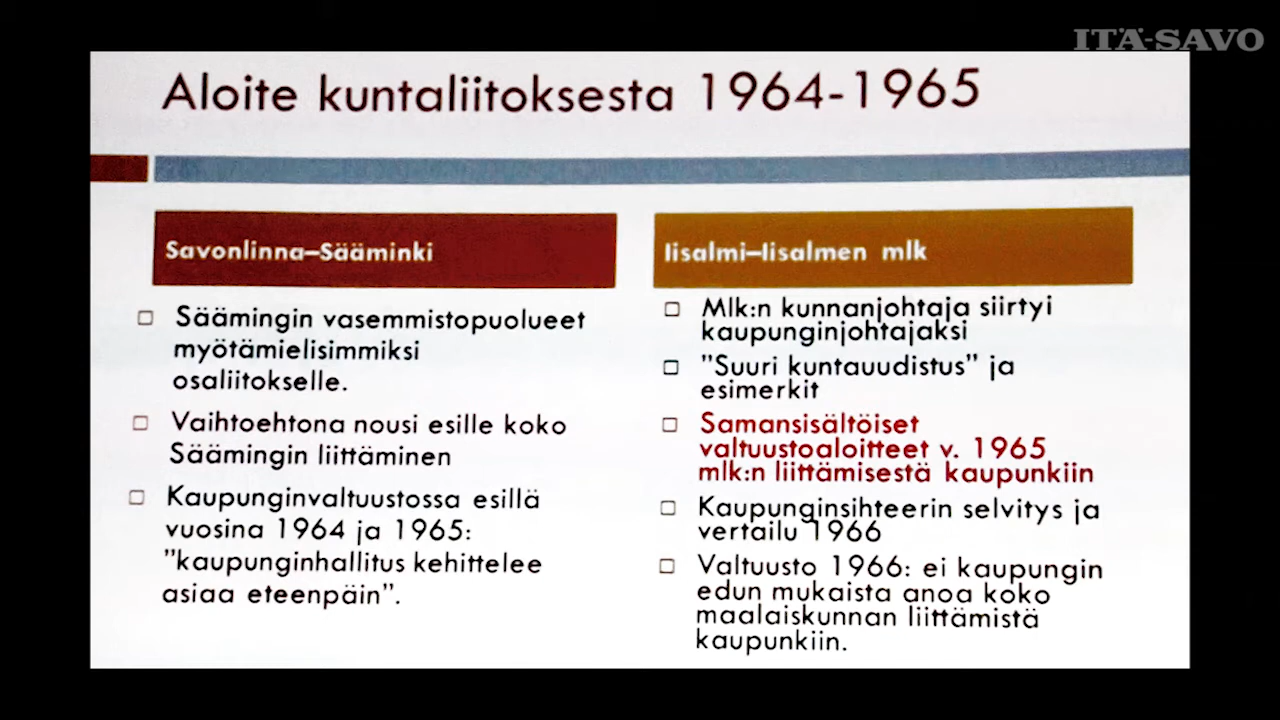 ITÄ-SAVO
Aloite kuntaliitoksesta 1964-1965
Savonlinna–Sääminki
Säämingin vasemmistopuolueet
myötämielisimmiksi
osaliitokselle.
Vaihtoehtona nousi esille koko
Säämingin liittäminen
Kaupunginvaltuustossa esillä
vuosina 1964 ja 1965:
"kaupunginhallitus kehittelee
asiaa eteenpäin".
Iisalmi–Iisalmen mlk
Mlk:n kunnanjohtaja siirtyi
kaupunginjohtajaksi
"Suuri kuntauudistus" ja
esimerkit
Samansisältöiset
valtuustoaloitteet v. 1965
mlk:n liittämisestä kaupunkiin
Kaupunginsihteerin selvitys ja
vertailu 1966
Valtuusto 1966: ei kaupungin
edun mukaista anoa koko
maalaiskunnan liittämistä
kaupunkiin.